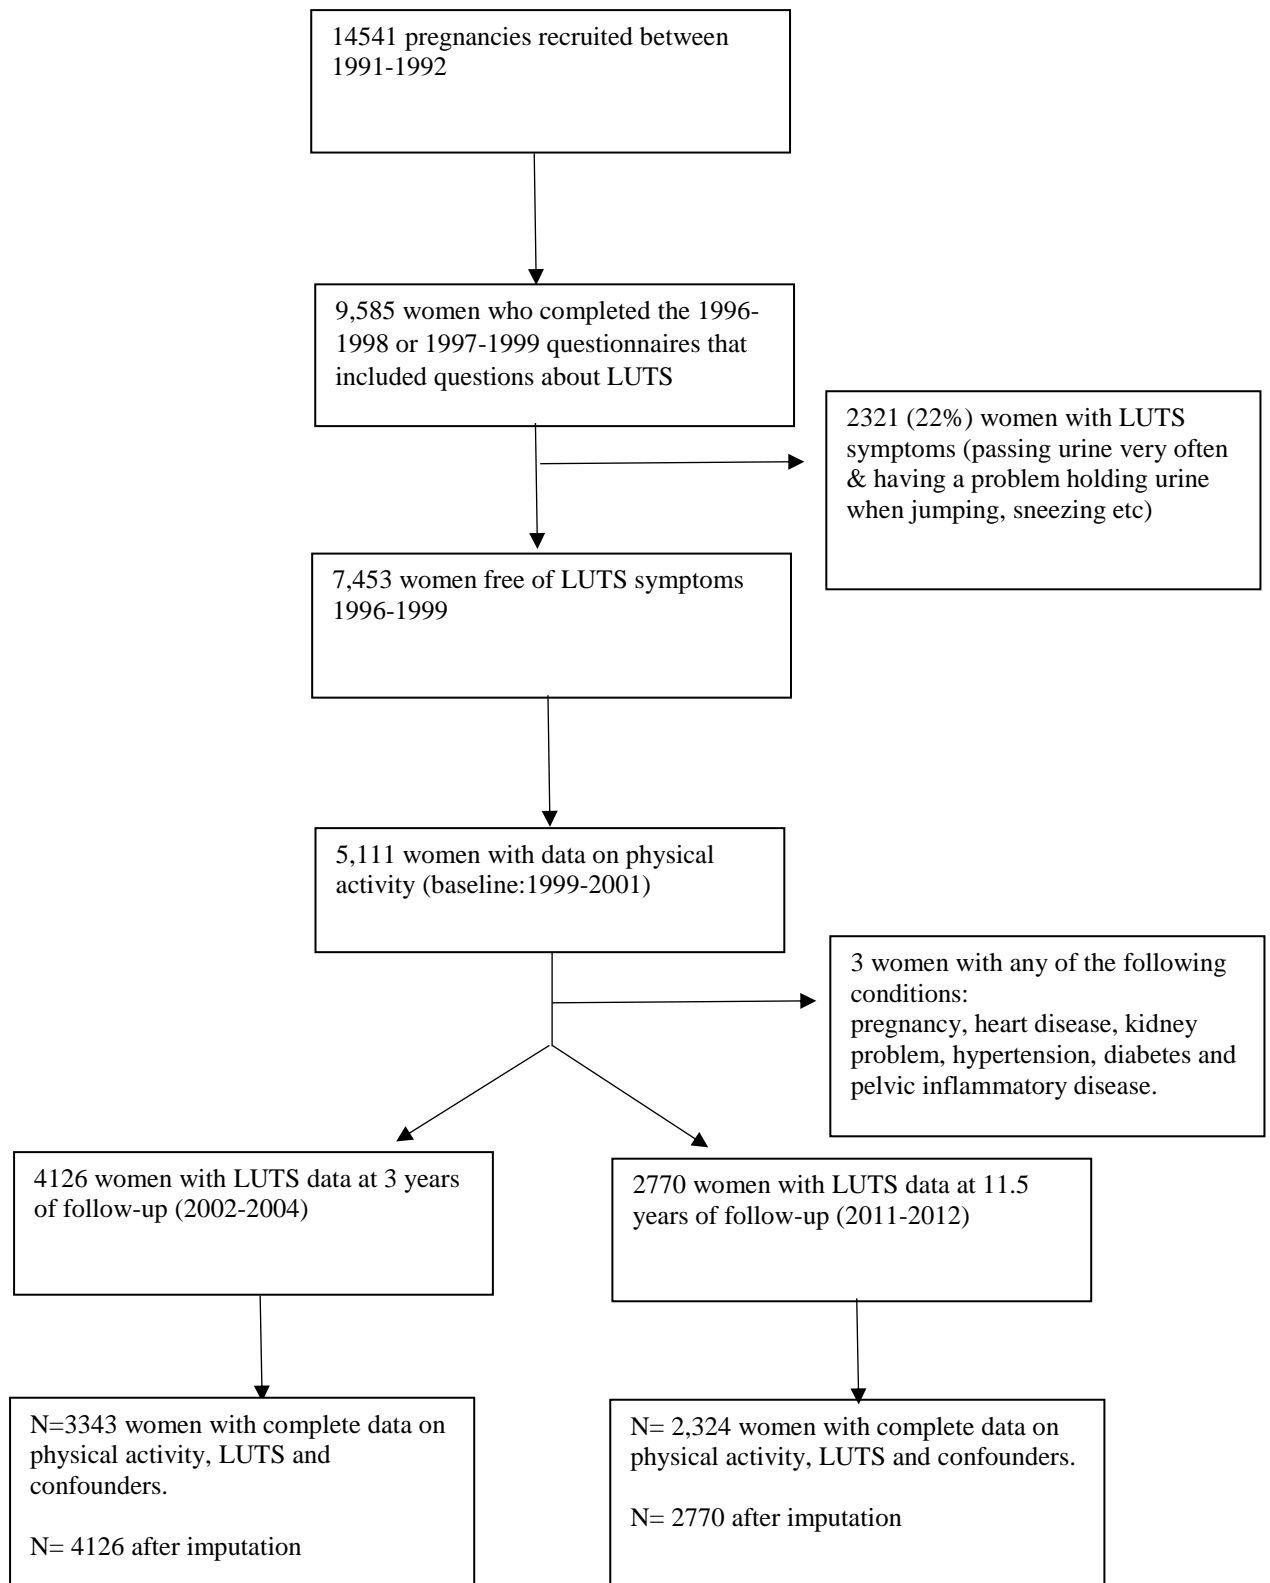 14541 pregnancies recruited between
1991-1992
9,585 women who completed the 1996-
1998 or 1997-1999 questionnaires that
included questions about LUTS
2321 (22%) women with LUTS
symptoms (passing urine very often
& having a problem holding urine
when jumping, sneezing etc)
7,453 women free of LUTS symptoms
1996-1999
5,111 women with data on physical
activity (baseline:1999-2001)
3 women with any of the following
conditions:
pregnancy, heart disease, kidney
problem, hypertension, diabetes and
pelvic inflammatory disease.
4126 women with LUTS data at 3 years
of follow-up (2002-2004)
2770 women with LUTS data at 11.5
years of follow-up (2011-2012)
N=3343 women with complete data on
physical activity, LUTS and
confounders.
N= 4126 after imputation
N= 2,324 women with complete data on
physical activity, LUTS and confounders.
N= 2770 after imputation